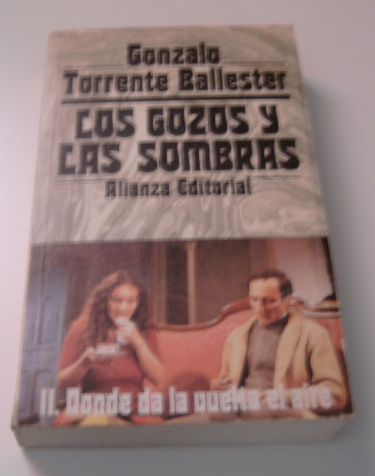 Gonzalo
Torrente Ballester
LOS GOZOS Y
LAS SOMBRAS
Alianza Editorial
II. Donde da la vuelta el aire